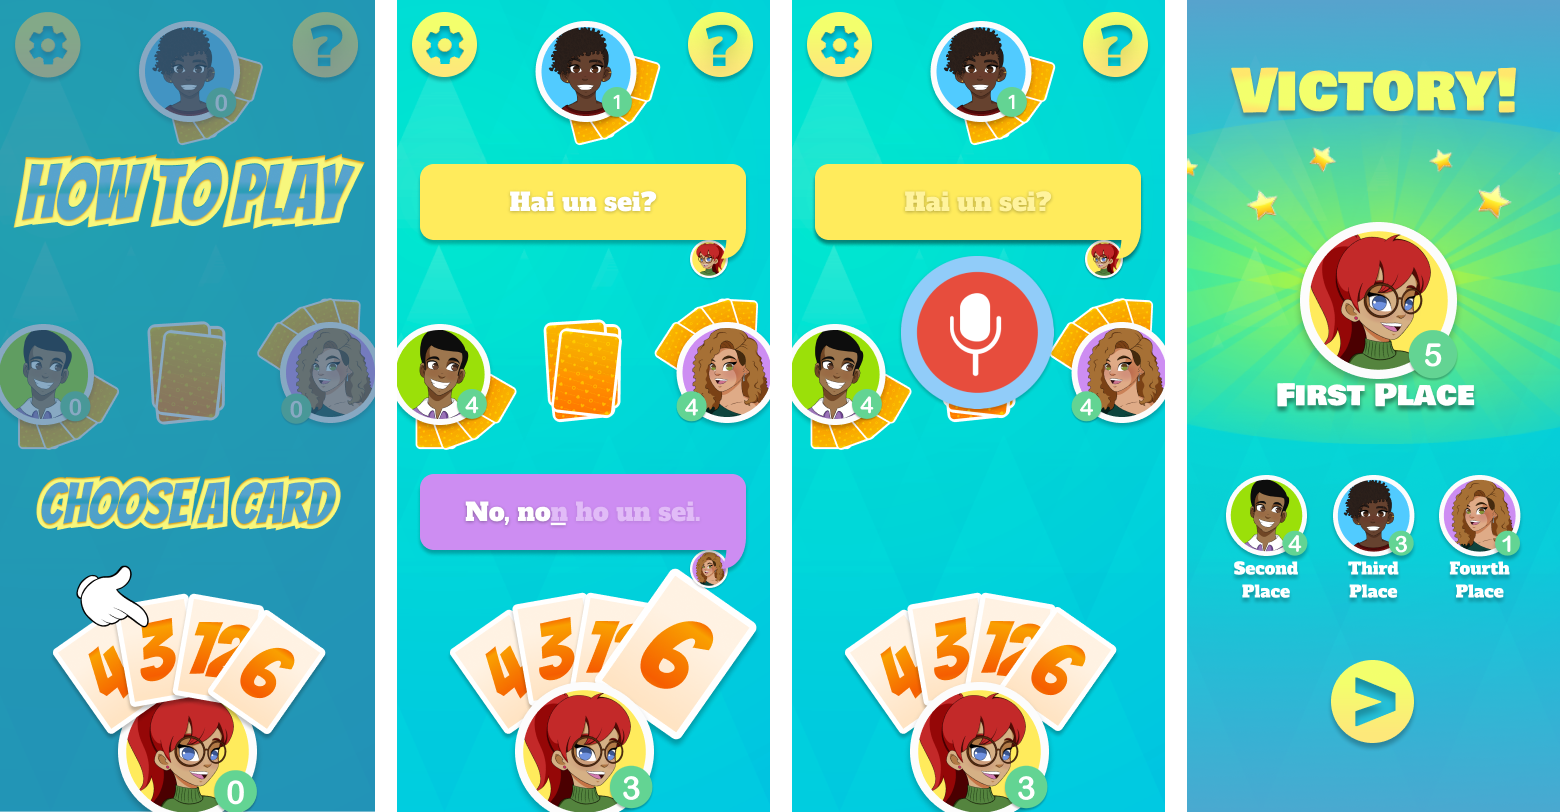 0
HOW TO PLAY
0
0
CHOOSE A CARD
4
3
12
6
0
?
1
Hai un sei?
4
4
No, non ho un sei.
4
3
1
6
3
?
1
Hai un sei?
4
4
4
3
12
6
3
VICTORY!
5
FIRST PLACE
4
3
1
Second
Place
Third
Place
Fourth
Place
>